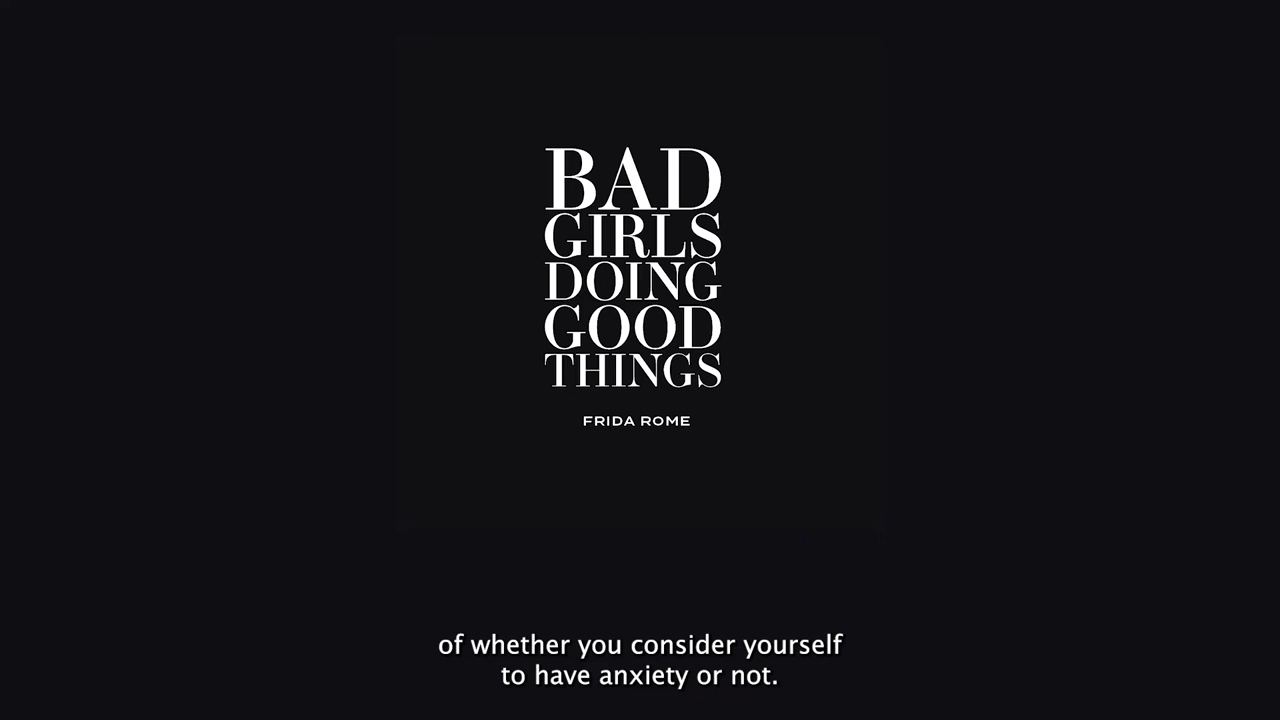 BAD
GIRLS
DOING
GOOD
THINGS
FRIDA ROME
of whether you consider yourself
to have anxiety or not.